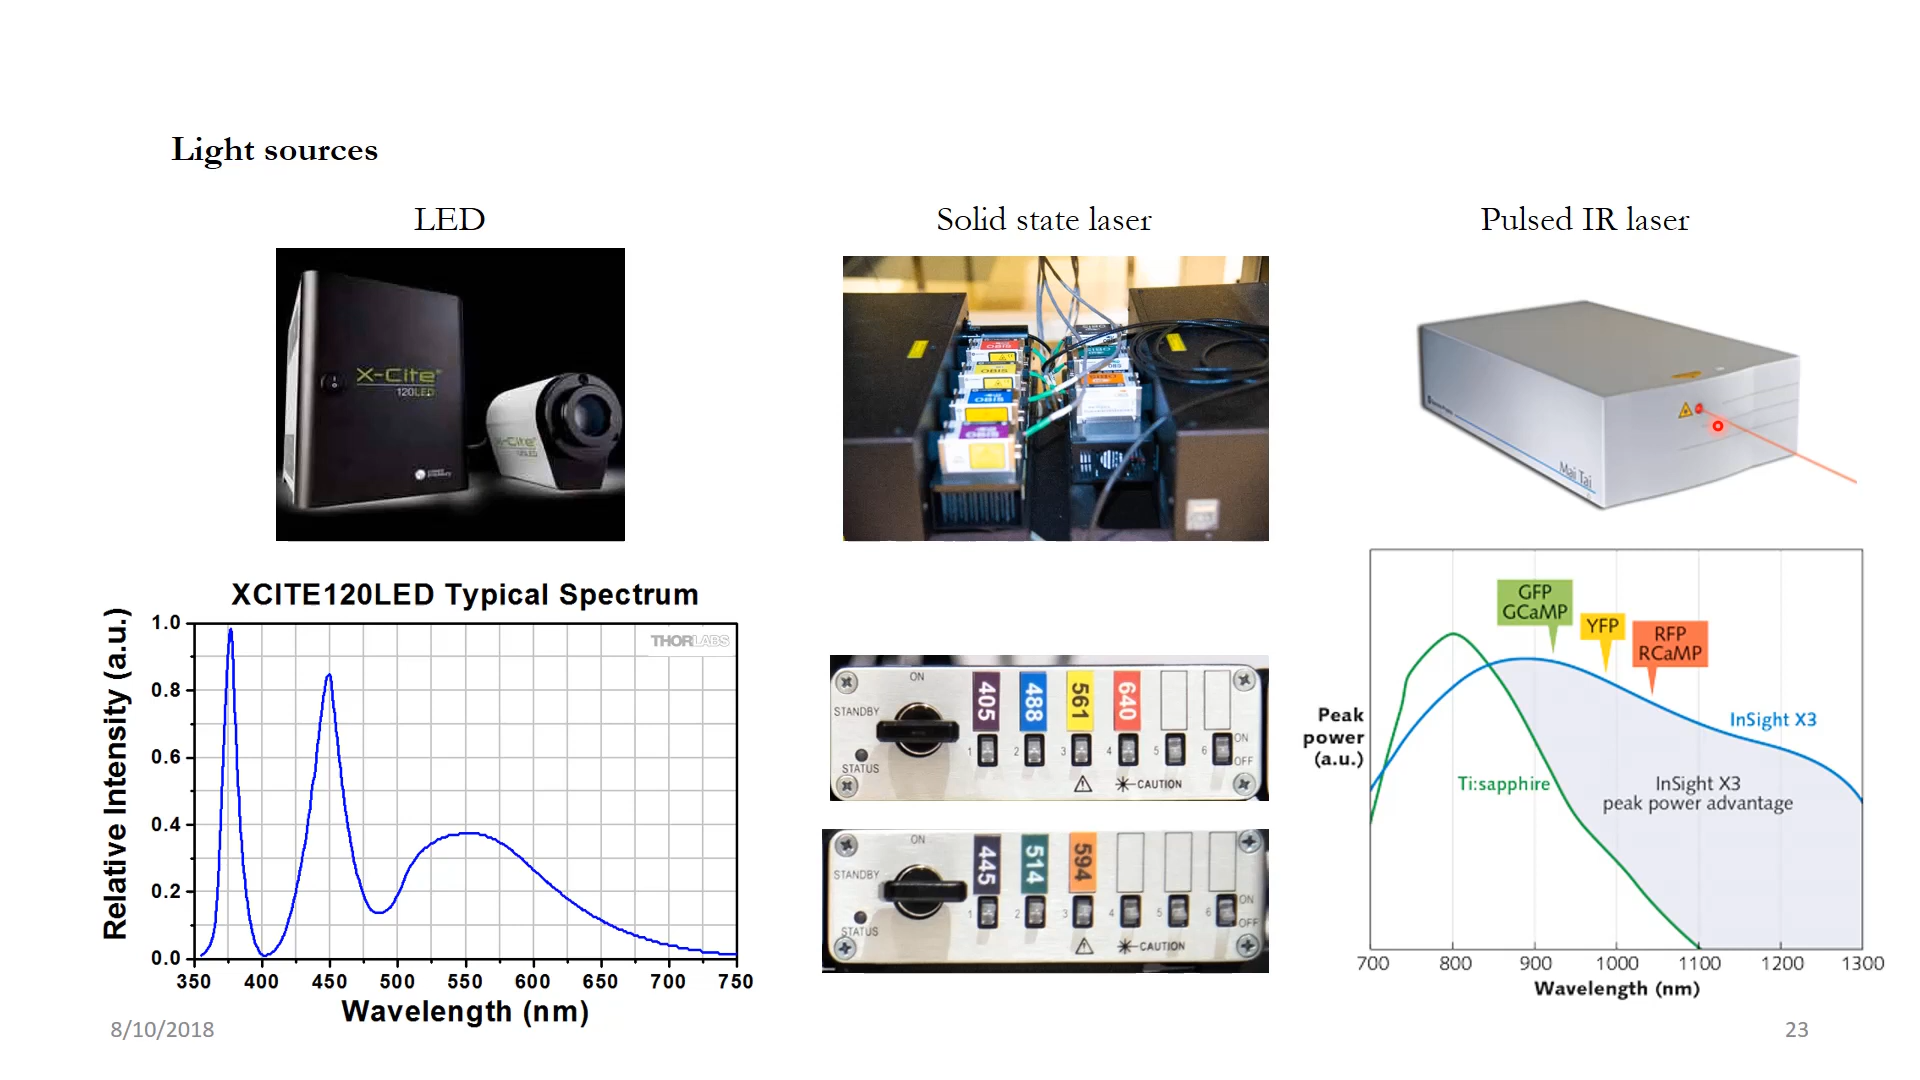 Light sources
LED
Solid state laser
Pulsed IR laser
X-Cite®
120LED
X-Cite®
120LED
OBIS
OBIS
OBIS
OBIS
Mai Tai
XCITE120LED Typical Spectrum
THORLABS
Relative Intensity (a.u.)
1.0
0.8
0.6
0.4
0.2
0.0
350 400 450 500 550 600 650 700 750
Wavelength (nm)
ON
STANDBY
STATUS
405 488 561 640
1 2 3 4 5 6
ON
OFF
CAUTION
ON
STANDBY
STATUS
445 514 594
1 2 3 4 5 6
ON
OFF
CAUTION
GFP
GCaMP
YFP
RFP
RCaMP
Peak
power
(a.u.)
InSight X3
Ti:sapphire
InSight X3
peak power advantage
700 800 900 1000 1100 1200 1300
Wavelength (nm)
8/10/2018
23